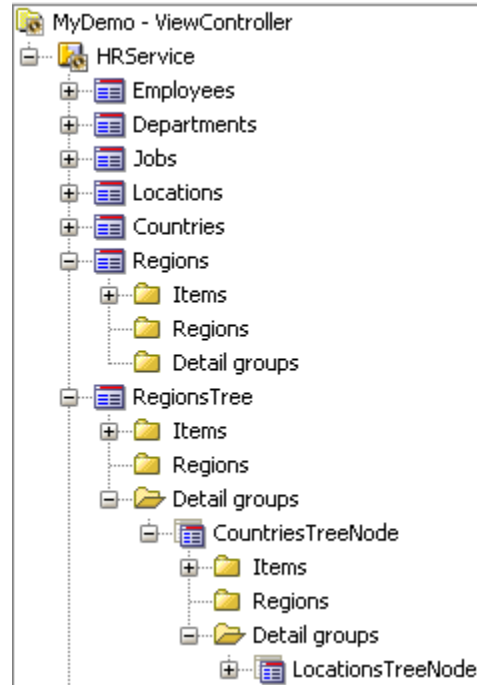 MyDemo - ViewController
HRService
Employees
Departments
Jobs
Locations
Countries
Regions
Items
Regions
Detail groups
RegionsTree
Items
Regions
Detail groups
CountriesTreeNode
Items
Regions
Detail groups
LocationsTreeNode